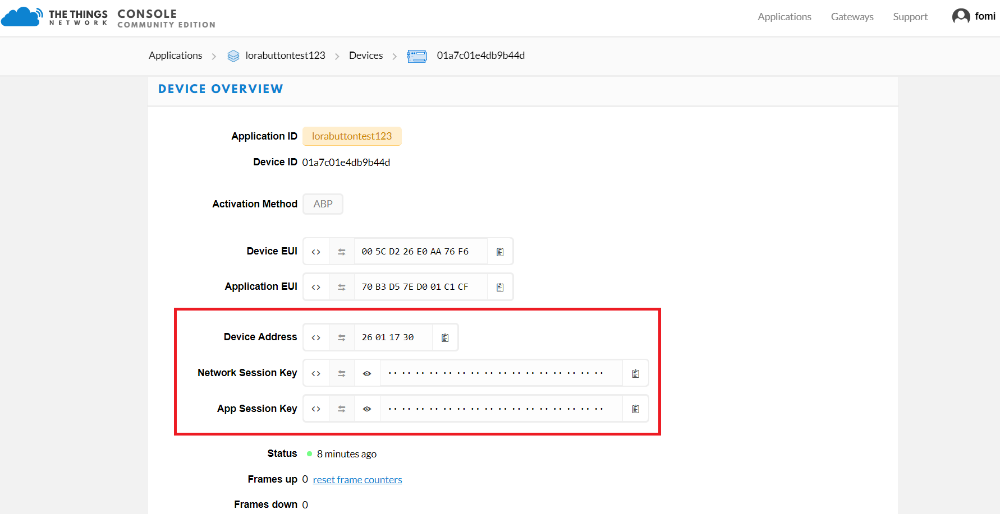 THE THINGS
NETWORK
CONSOLE
COMMUNITY EDITION
Applications Gateways Support fomi
Applications > lorabuttontest123 > Devices > 01a7c01e4db9b44d
DEVICE OVERVIEW
Application ID lorabuttontest123
Device ID 01a7c01e4db9b44d
Activation Method ABP
Device EUI <> 00 5C D2 26 E0 AA 76 F6
Application EUI <> 70 B3 D5 7E D0 01 C1 CF
Device Address <> 26 01 17 30
Network Session Key <> ·· ·· ·· ·· ·· ·· ·· ·· ·· ·· ·· ·· ·· ·· ·· ··
App Session Key <> ·· ·· ·· ·· ·· ·· ·· ·· ·· ·· ·· ·· ·· ·· ·· ··
Status 8 minutes ago
Frames up 0 reset frame counters
Frames down 0